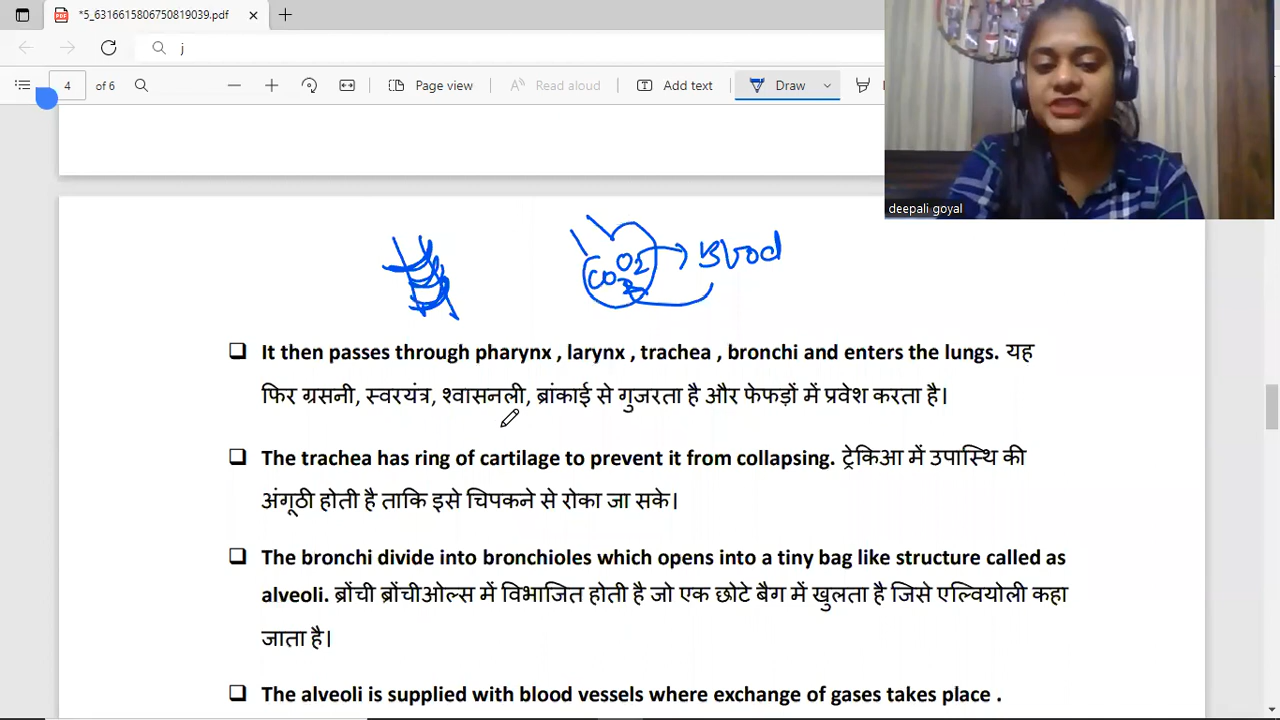 *5_6316615806750819039.pdf
j
4 of 6
Page view
Read aloud
Add text
Draw
deepali goyal
CO2 O2 Blood
It then passes through pharynx , larynx , trachea , bronchi and enters the lungs. यह
फिर ग्रसनी, स्वरयंत्र, श्वासनली, ब्रांकाई से गुजरता है और फेफड़ों में प्रवेश करता है।
The trachea has ring of cartilage to prevent it from collapsing. ट्रेकिआ में उपास्थि की
अंगूठी होती है ताकि इसे चिपकने से रोका जा सके।
The bronchi divide into bronchioles which opens into a tiny bag like structure called as
alveoli. ब्रोंची ब्रोंचीओल्स में विभाजित होती है जो एक छोटे बैग में खुलता है जिसे एल्वियोली कहा
जाता है।
The alveoli is supplied with blood vessels where exchange of gases takes place .